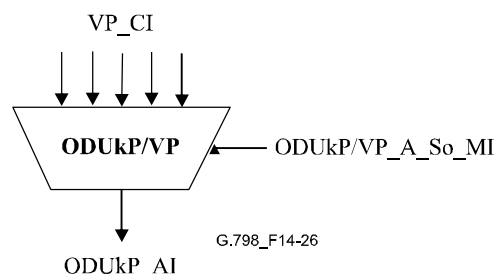 VP_CI
ODUkP/VP
ODUkP/VP_A_So_MI
G.798_F14-26
ODUkP_AI